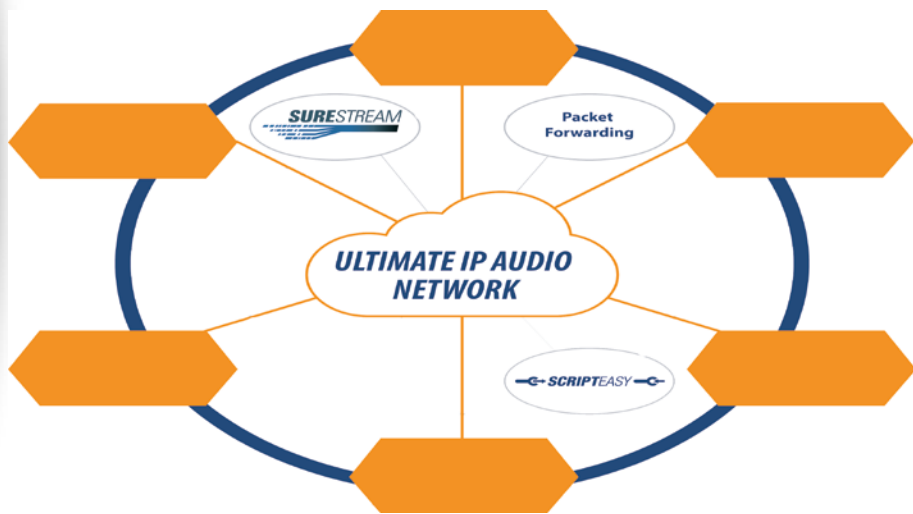 SURESTREAM
Packet
Forwarding
ULTIMATE IP AUDIO
NETWORK
SCRIPTEASY